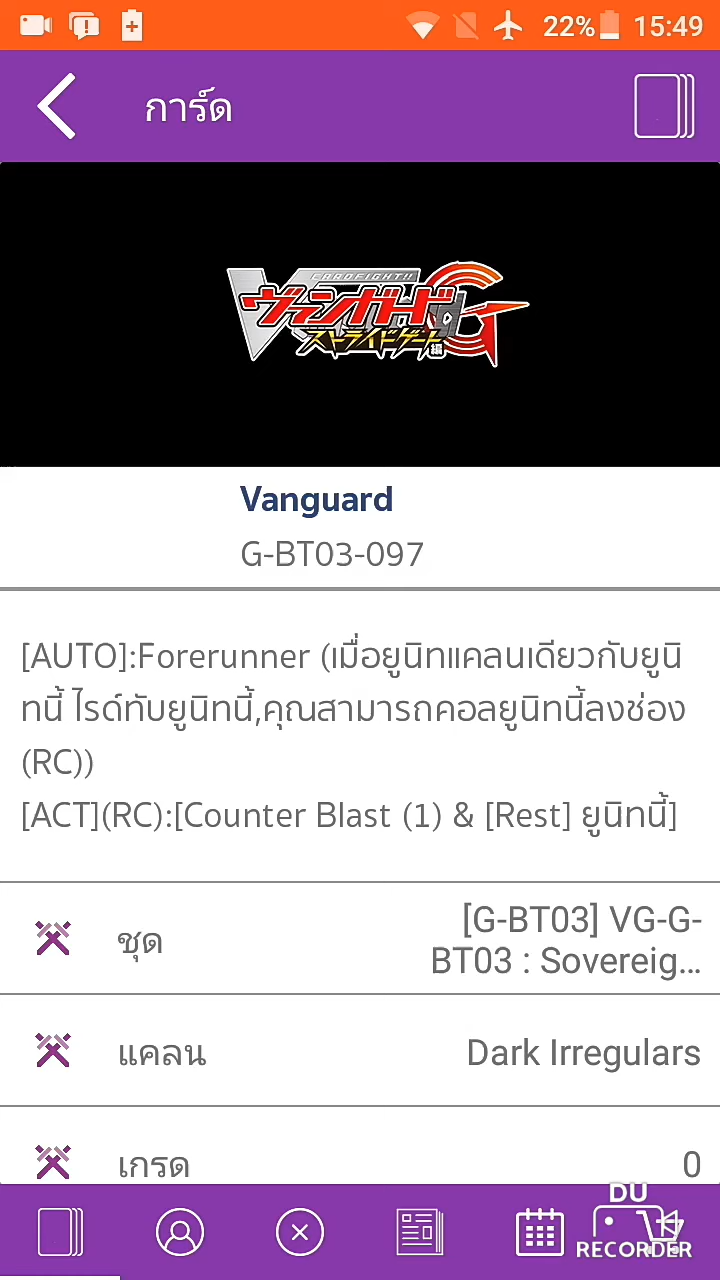 22% 15:49
การ์ด
CARDFIGHT!!
ヴァンガードG
ストライドゲート編
Vanguard
G-BT03-097
[AUTO]:Forerunner (เมื่อยูนิทแคลนเดียวกับยูนิ
ทนี้ ไรด์ทับยูนิทนี้,คุณสามารถคอลยูนิทนี้ลงช่อง
(RC))
[ACT](RC):[Counter Blast (1) & [Rest] ยูนิทนี้]
ชุด
[G-BT03] VG-G-
BT03 : Sovereig...
แคลน
Dark Irregulars
เกรด
0
DU
RECORDER